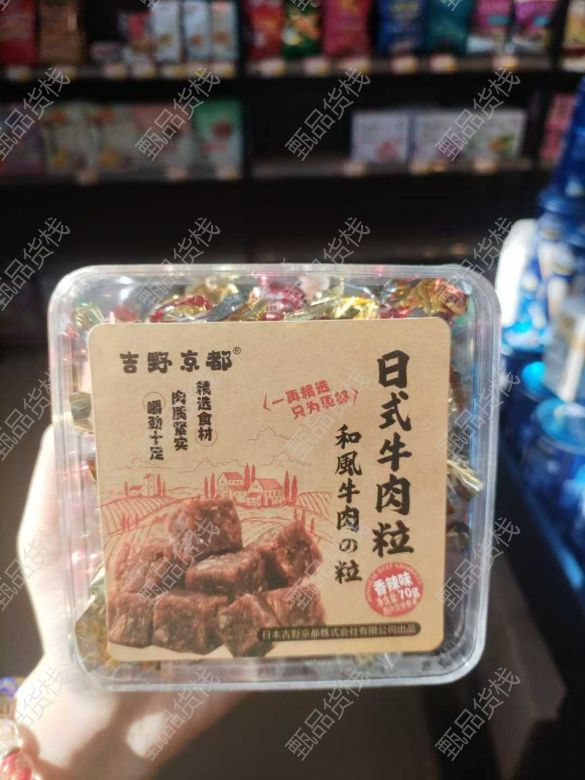 吉野京都®
精选食材
肉质紧实
嚼劲十足
一再精选
只为更好
日式牛肉粒
和風牛肉の粒
香辣味
净含量：70g
日本吉野京都株式会社有限公司出品
甄品货栈